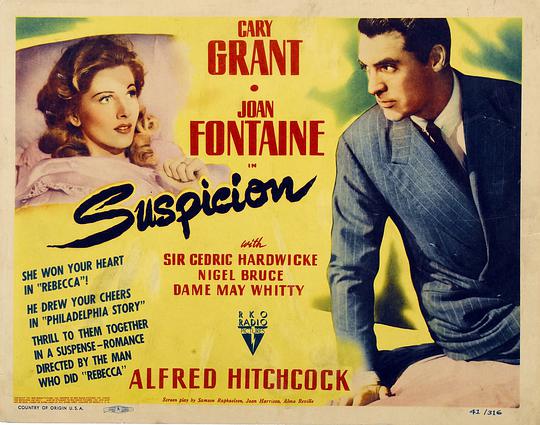 CARY
GRANT
JOAN
FONTAINE
IN
Suspicion
with
SIR CEDRIC HARDWICKE
NIGEL BRUCE
DAME MAY WHITTY
SHE WON YOUR HEART
IN "REBECCA"!
HE DREW YOUR CHEERS
IN "PHILADELPHIA STORY"
THRILL TO THEM TOGETHER
IN A SUSPENSE-ROMANCE
DIRECTED BY THE MAN
WHO DID "REBECCA"
RKO
RADIO
PICTURES
ALFRED HITCHCOCK
Screen play by Samson Raphaelson, Joan Harrison, Alma Reville
COUNTRY OF ORIGIN U.S.A.
41/316